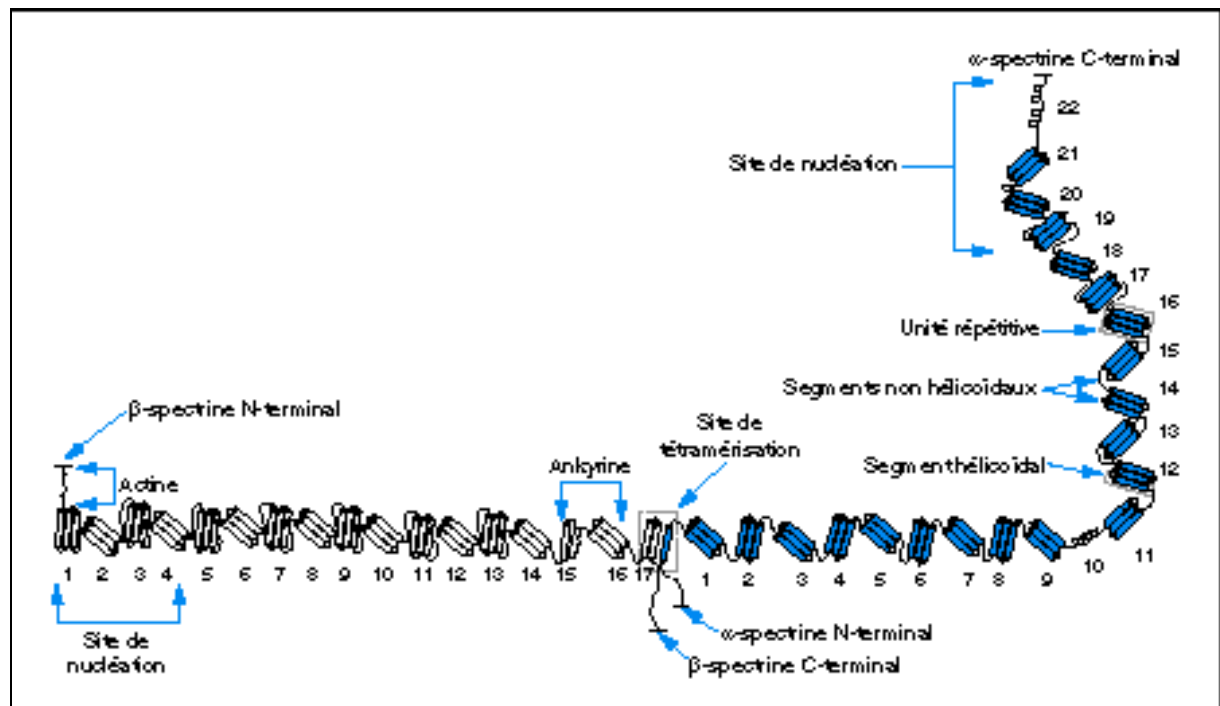 α-spectrine C-terminal
22
21
Site de nucléation
20
19
18
17
16
Unité répétitive
15
Segments non hélicoïdaux
14
13
Segment hélicoïdal
12
β-spectrine N-terminal
Site de
tétramérisation
Ankyrine
Actine
1 2 3 4 5 6 7 8 9 10 11 12 13 14 15 16 17 1 2 3 4 5 6 7 8 9 10 11
Site de
nucléation
α-spectrine N-terminal
β-spectrine C-terminal